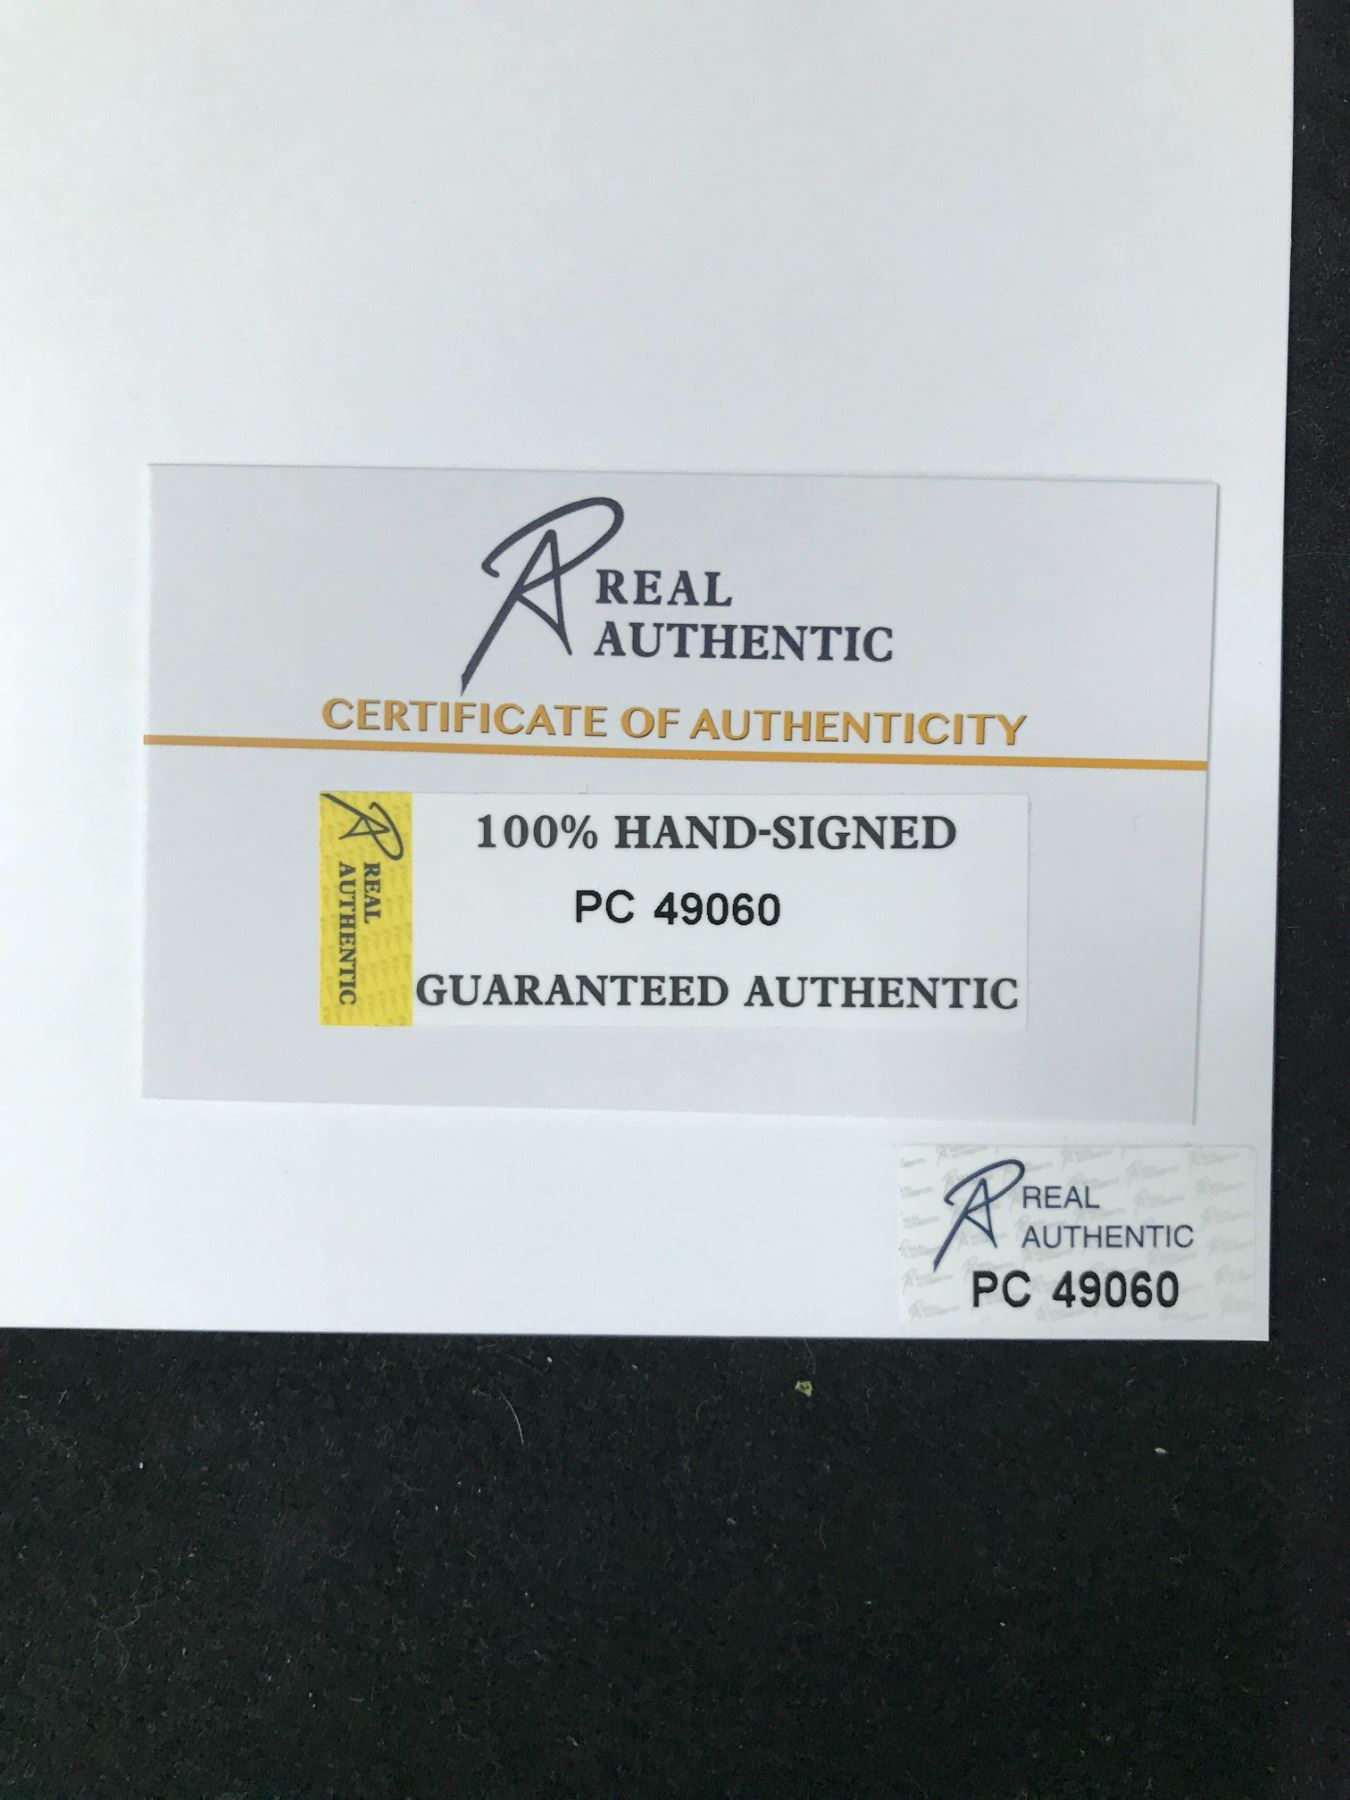 REAL
AUTHENTIC
CERTIFICATE OF AUTHENTICITY
REAL
AUTHENTIC
100% HAND-SIGNED
PC 49060
GUARANTEED AUTHENTIC
REAL
AUTHENTIC
PC 49060